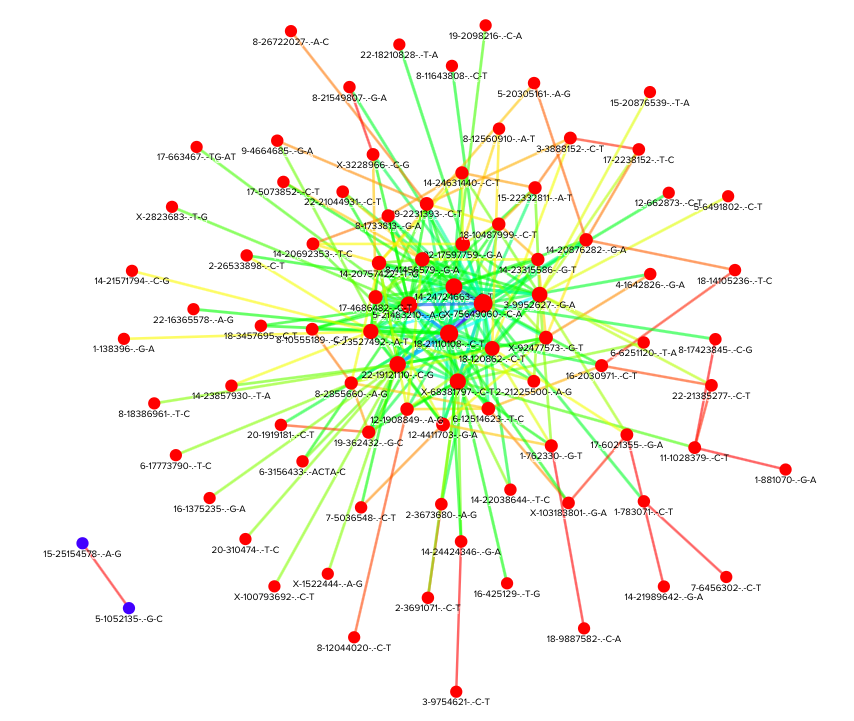 19-2098216-.-C-A
8-26722027-.-A-C
22-18210828-.-T-A
8-11643808-.-C-T
5-20305161-.-A-G
8-21549807-.-G-A
15-20876539-.-T-A
8-12560910-.-A-T
3-3888152-.-C-T
9-4664685-.-G-A
17-663467-.-TG-AT
X-3228966-.-C-G
17-2238152-.-T-C
14-24631440-.-C-T
17-5073852-.-C-T
22-21044931-.-C-T
15-22332811-.-A-T
12-662873-.-C-T
5-6491802-.-C-T
X-2823683-.-T-G
9-2231393-.-C-T
8-1733813-.-G-A
18-10487999-.-C-T
14-20692353-.-T-C
14-20876282-.-G-A
22-17597759-.-G-A
2-26533898-.-C-T
14-20757422-.-T-G
8-41456579-.-G-A
14-23315586-.-G-T
14-21571794-.-C-G
4-1642826-.-G-A
18-14105236-.-T-C
14-24724663-
17-4686482-.-C-T
3-9952627-.-G-A
5-21483210-.-A-G
X-75649060-.-C-A
22-16365578-.-A-G
18-3457695-.-C-T
8-10555189-.-C-T
-23527492-.-A-T
18-21110108-.-C-T
X-92477573-.-G-T
1-138396-.-G-A
6-6251120-.-T-A
8-17423845-.-C-G
18-120862-.-C-T
22-19121110-.-C-G
16-2030971-.-C-T
14-23857930-.-T-A
8-2855660-.-A-G
X-68381797-.-C-T
2-21225500-.-A-G
22-21385277-.-C-T
8-18386961-.-T-C
12-1908849-.-A-G
6-12514623-.-T-C
20-1919181-.-C-T
19-362432-.-G-C
12-4411703-.-G-A
17-6021355-.-G-A
1-762330-.-G-T
11-1028379-.-C-T
6-17773790-.-T-C
6-3156433-.-ACTA-C
1-881070-.-G-A
16-1375235-.-G-A
14-22038644-.-T-C
7-5036548-.-C-T
2-3673680-.-A-G
X-103183801-.-G-A
1-783071-.-C-T
20-310474-.-T-C
14-24424346-.-G-A
15-25154578-.-A-G
X-1522444-.-A-G
X-100793692-.-C-T
16-425129-.-T-G
7-6456302-.-C-T
14-21989642-.-G-A
2-3691071-.-C-T
5-1052135-.-G-C
18-9887582-.-C-A
8-12044020-.-C-T
3-9754621-.-C-T